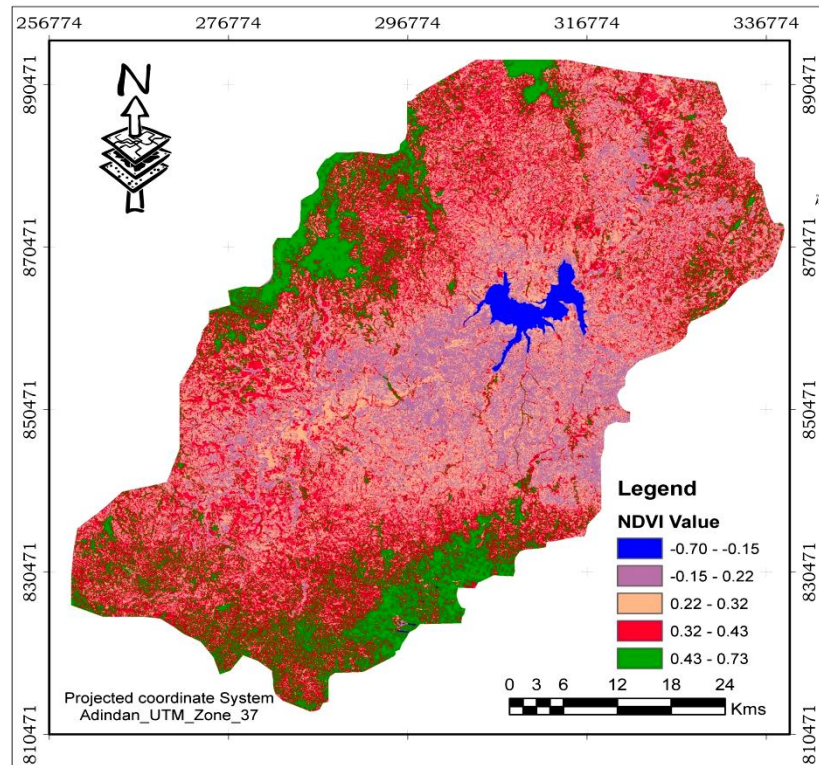 256774 276774 296774 316774 336774
N
890471 890471
870471 870471
850471 850471
830471 830471
810471 810471
Legend
NDVI Value
-0.70 - -0.15
-0.15 - 0.22
0.22 - 0.32
0.32 - 0.43
0.43 - 0.73
Projected coordinate System
Adindan_UTM_Zone_37
0 3 6 12 18 24
Kms